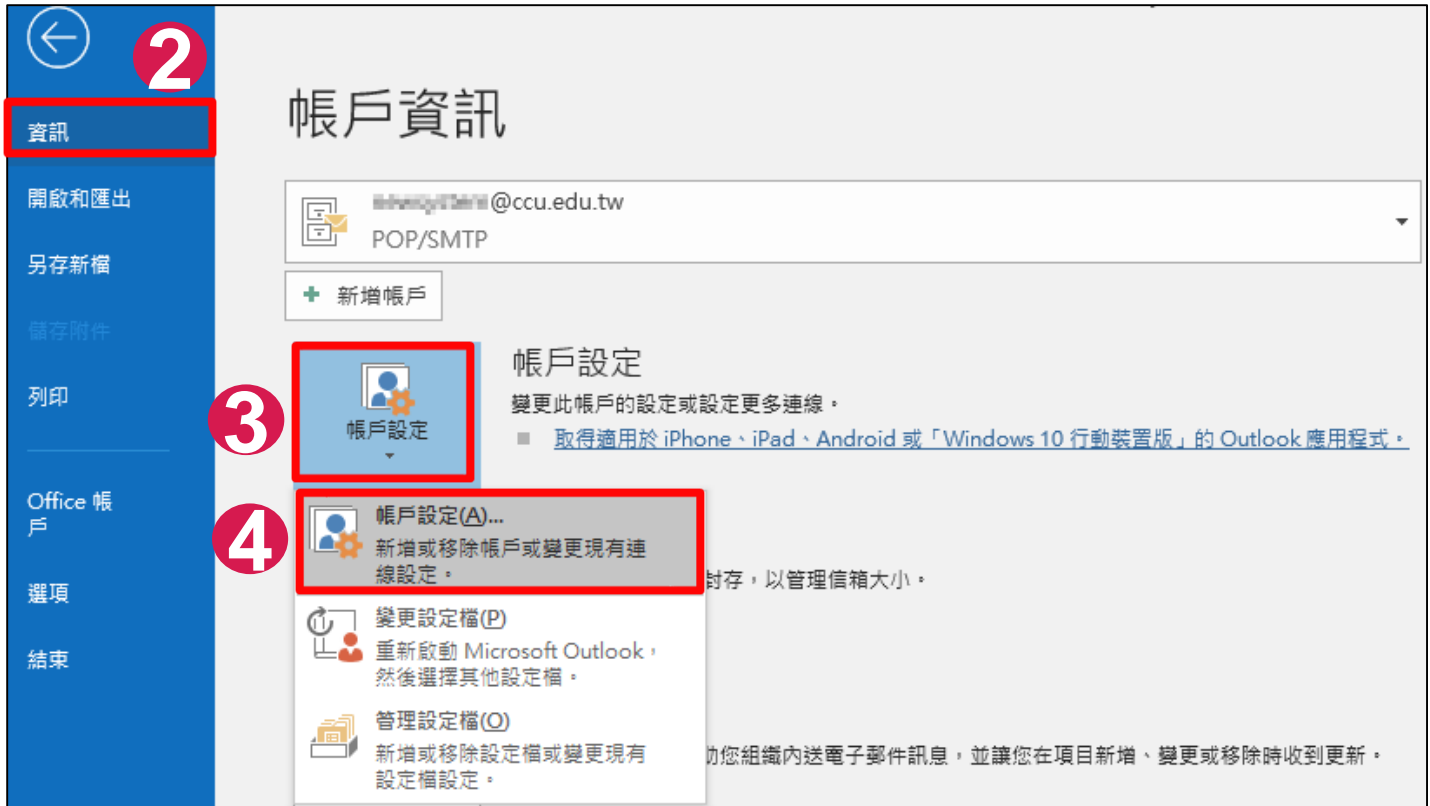 2
資訊
開啟和匯出
另存新檔
儲存附件
列印
Office 帳
戶
選項
結束
帳戶資訊
@ccu.edu.tw
POP/SMTP
新增帳戶
3
帳戶設定
帳戶設定
變更此帳戶的設定或設定更多連線。
取得適用於 iPhone、iPad、Android 或「Windows 10 行動裝置版」的 Outlook 應用程式。
4
帳戶設定(A)...
新增或移除帳戶或變更現有連
線設定。
封存，以管理信箱大小。
變更設定檔(P)
重新啟動 Microsoft Outlook，
然後選擇其他設定檔。
管理設定檔(O)
新增或移除設定檔或變更現有
設定檔設定。
您組織內送電子郵件訊息，並讓您在項目新增、變更或移除時收到更新。